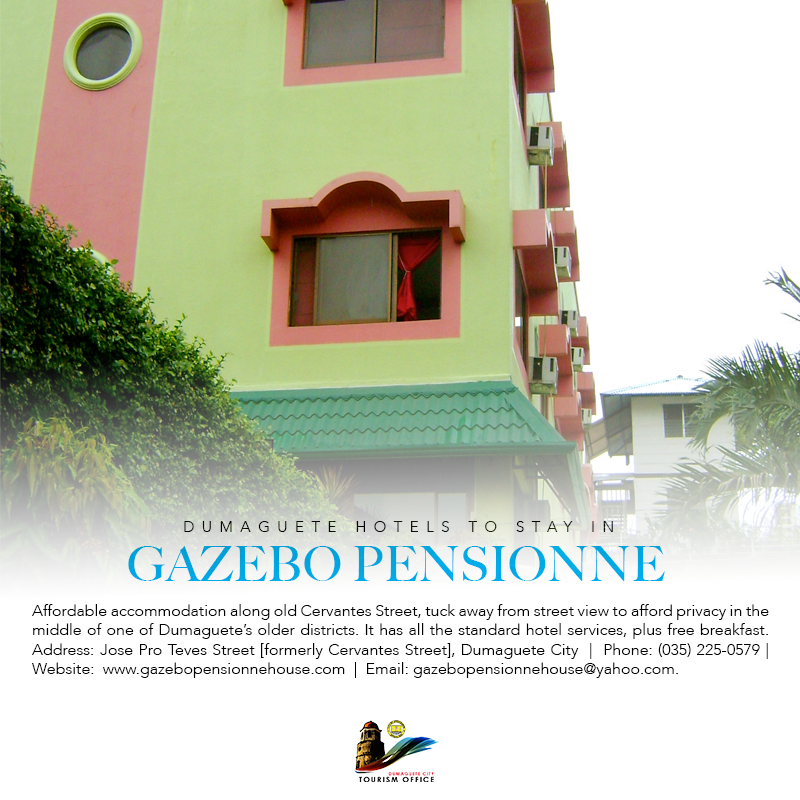 DUMAGUETE HOTELS TO STAY IN
GAZEBO PENSIONNE
Affordable accommodation along old Cervantes Street, tuck away from street view to afford privacy in the
middle of one of Dumaguete's older districts. It has all the standard hotel services, plus free breakfast.
Address: Jose Pro Teves Street [formerly Cervantes Street], Dumaguete City | Phone: (035) 225-0579 |
Website: www.gazebopensionnehouse.com | Email: gazebopensionnehouse@yahoo.com.
DUMAGUETE CITY
TOURISM OFFICE